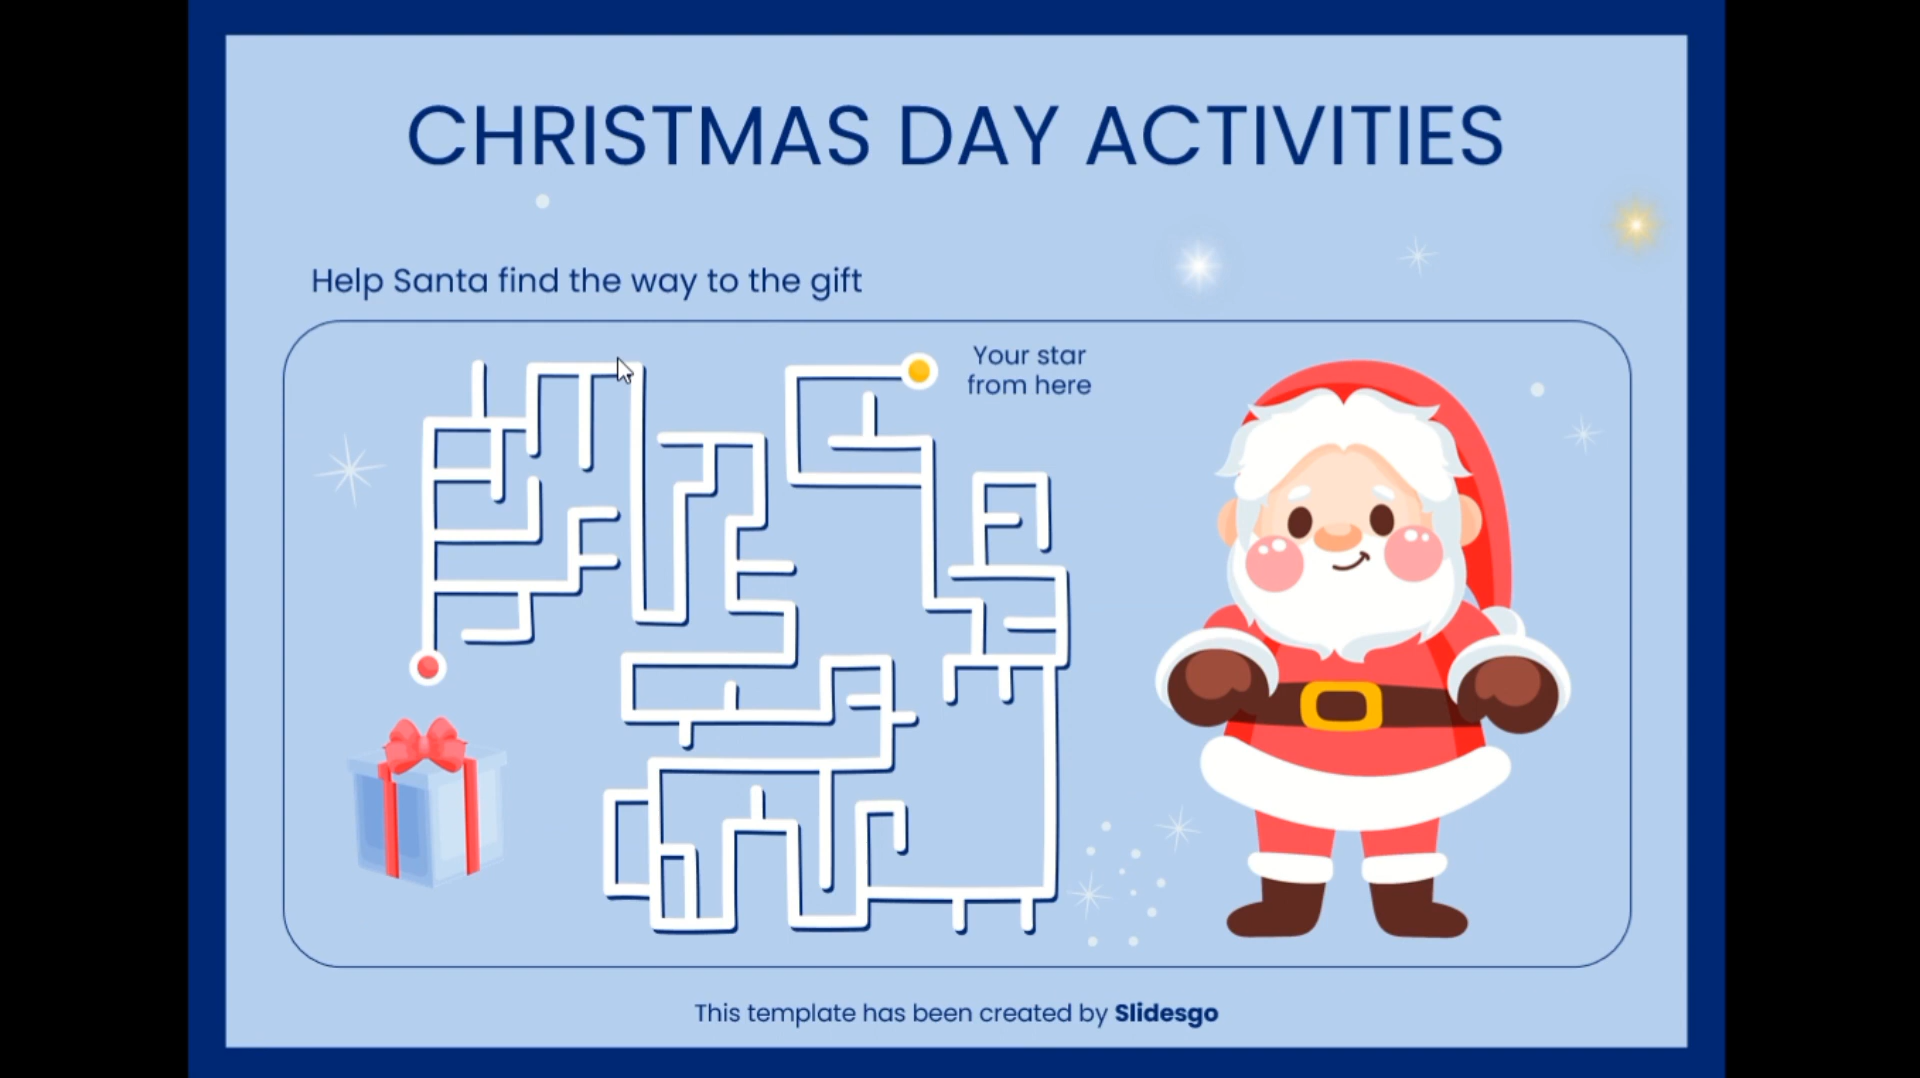 CHRISTMAS DAY ACTIVITIES
Help Santa find the way to the gift
Your star
from here
This template has been created by Slidesgo